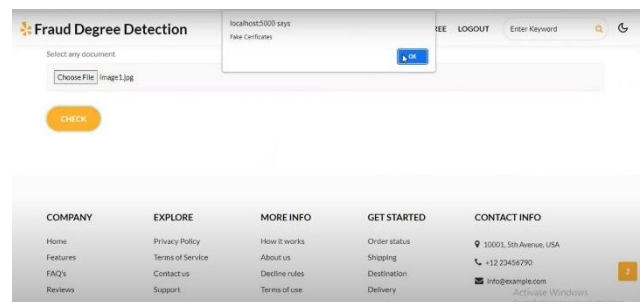 localhost:5000 says
Fake Cerificates
OK
Fraud Degree Detection
LOGOUT
Enter Keyword
Select any document
Choose File Image1.jpg
CHECK
COMPANY
Home
Features
FAQ's
Reviews
EXPLORE
Privacy Policy
Terms of Service
Contact us
Support
MORE INFO
How it works
About us
Decline rules
Terms of use
GET STARTED
Order status
Shipping
Destination
Delivery
CONTACT INFO
10001, 5th Avenue, USA
+12 23456790
info@example.com
Activate Windows